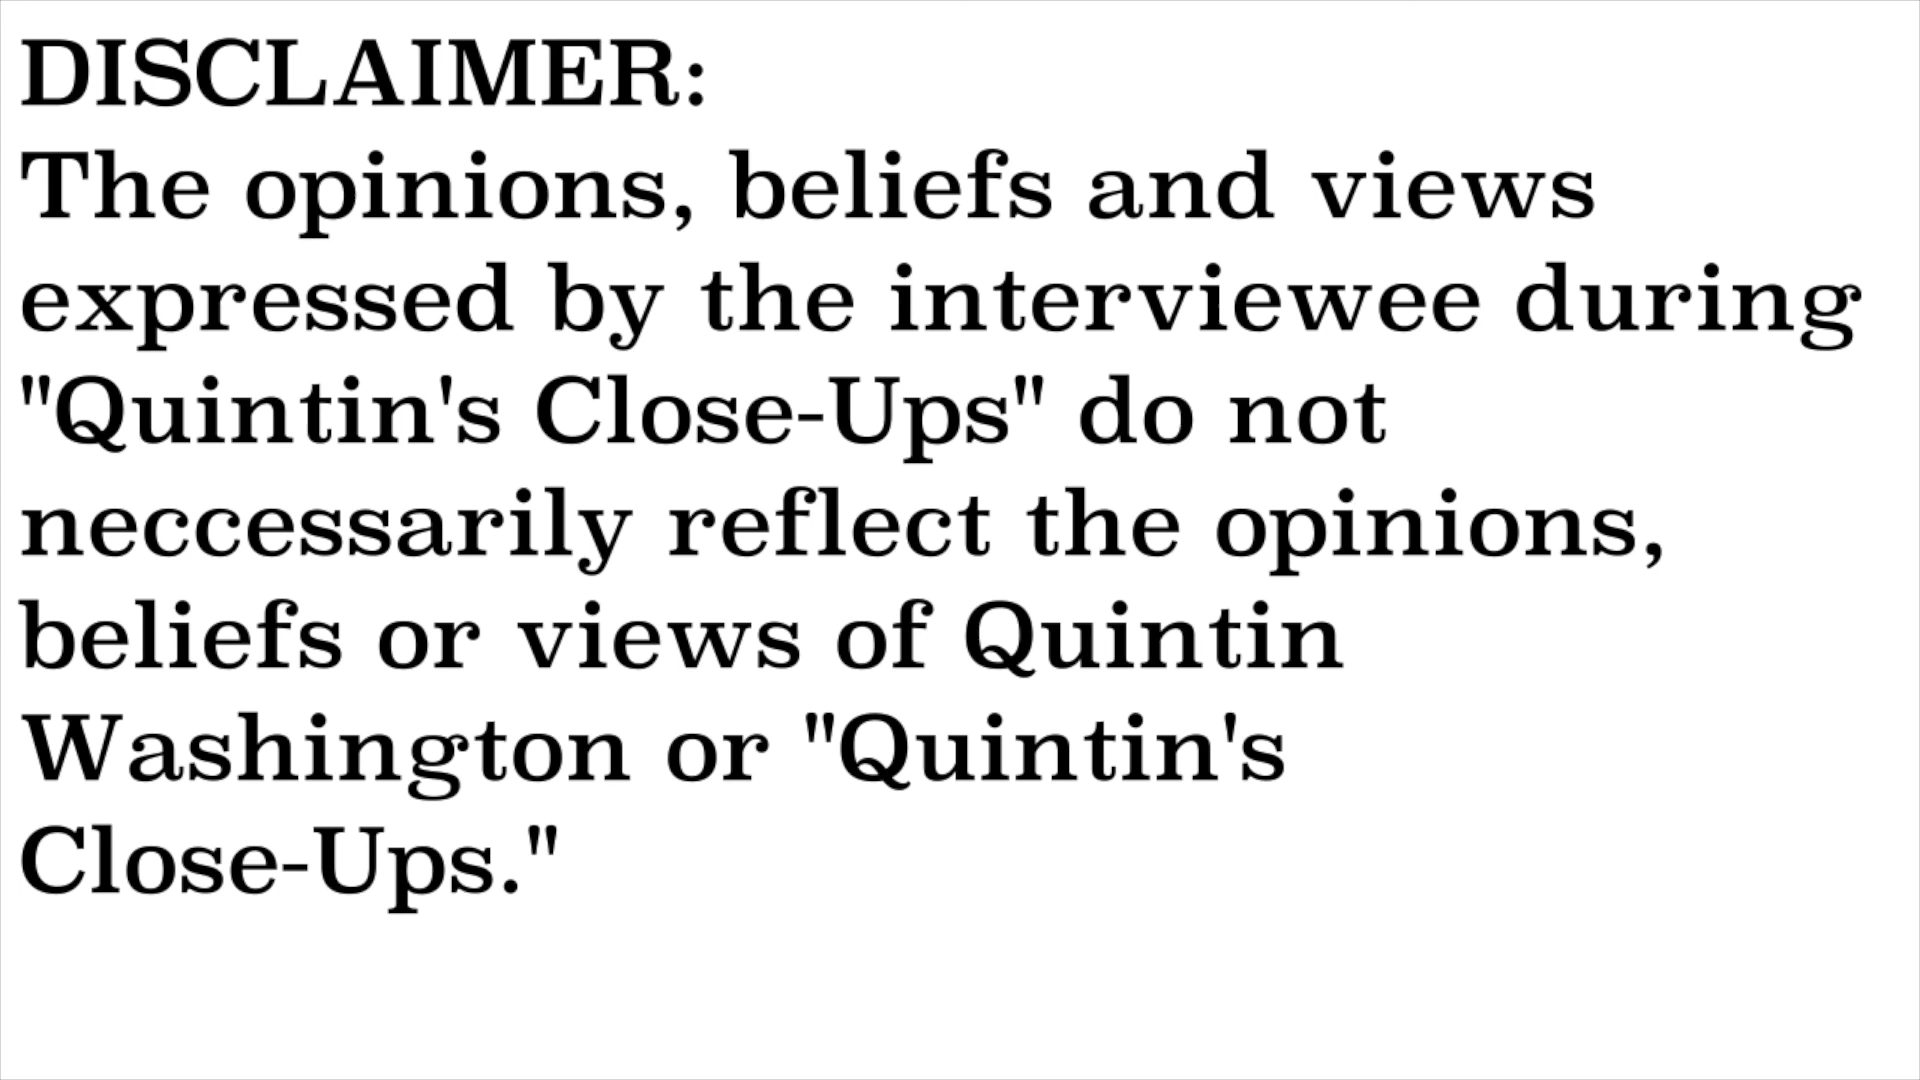 DISCLAIMER:
The opinions, beliefs and views
expressed by the interviewee during
"Quintin's Close-Ups" do not
neccessarily reflect the opinions,
beliefs or views of Quintin
Washington or "Quintin's
Close-Ups."